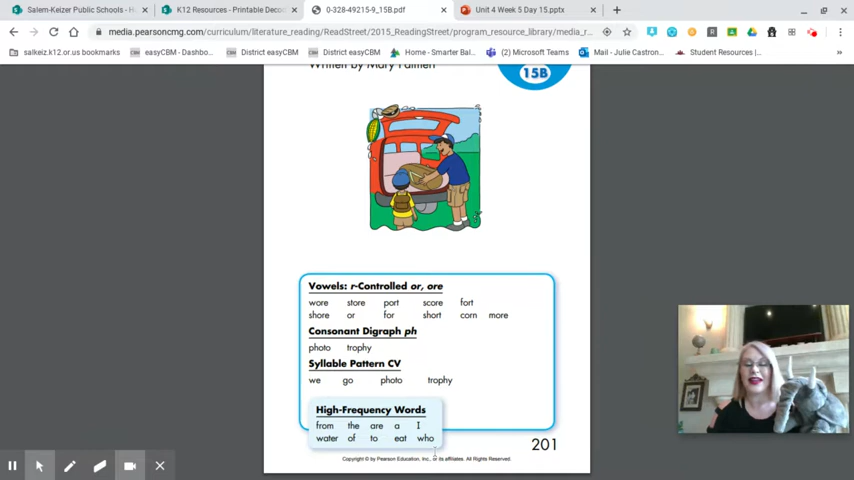 Salem-Keizer Public Schools - H
K12 Resources - Printable Decod
0-328-49215-9_15B.pdf
Unit 4 Week 5 Day 15.pptx
media.pearsoncmg.com/curriculum/literature_reading/ReadStreet/2015_ReadingStreet/program_resource_library/media_r...
salkeiz.k12.or.us bookmarks
easyCBM - Dashbo...
District easyCBM
District easyCBM
Home - Smarter Bal...
(2) Microsoft Teams
Mail - Julie Castron...
Student Resources |...
Written by Mary Palmeri
15B
Vowels: r-Controlled or, ore
wore store port score fort
shore or for short corn more
Consonant Digraph ph
photo trophy
Syllable Pattern CV
we go photo trophy
High-Frequency Words
from the are a I
water of to eat who
201
Copyright © by Pearson Education, Inc., or its affiliates. All Rights Reserved.